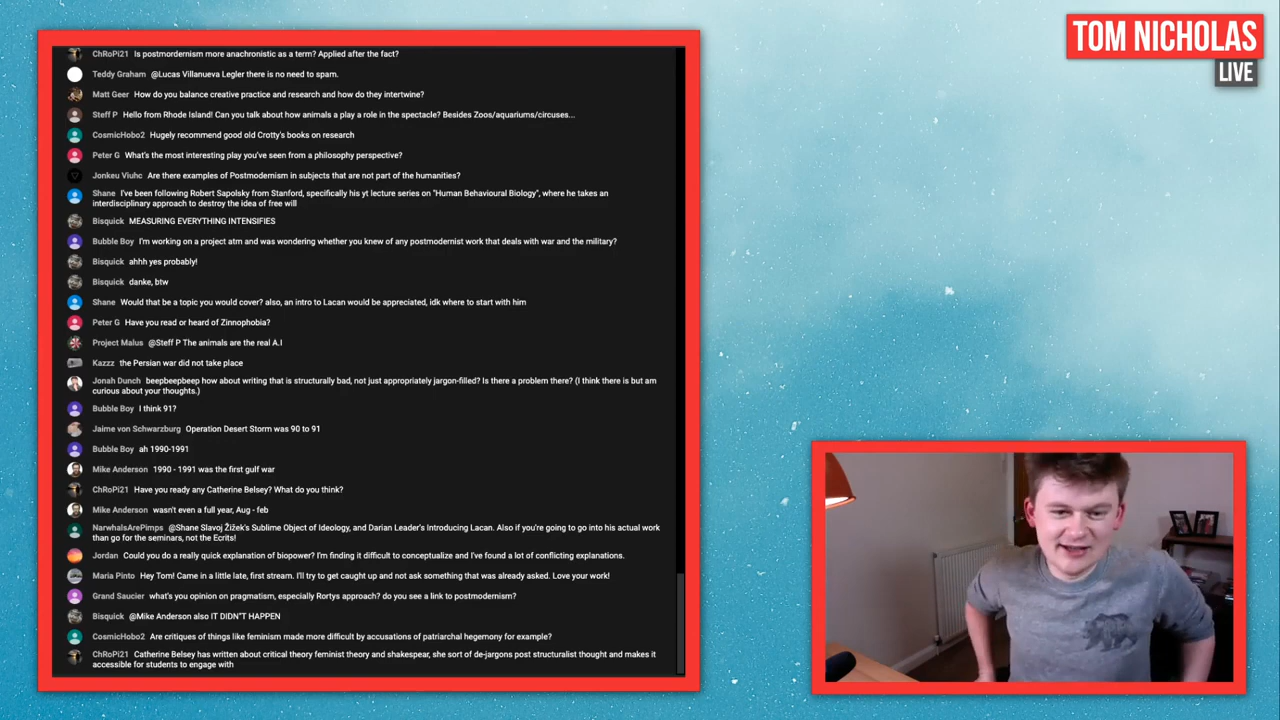 TOM NICHOLAS
LIVE
ChRoPi21 Is postmordernism more anachronistic as a term? Applied after the fact?
Teddy Graham @Lucas Villanueva Legler there is no need to spam.
Matt Geer How do you balance creative practice and research and how do they intertwine?
Steff P Hello from Rhode Island! Can you talk about how animals a play a role in the spectacle? Besides Zoos/aquariums/circuses...
CosmicHobo2 Hugely recommend good old Crotty's books on research
Peter G What's the most interesting play you've seen from a philosophy perspective?
Jonkeu Viuhc Are there examples of Postmodernism in subjects that are not part of the humanities?
Shane I've been following Robert Sapolsky from Stanford, specifically his yt lecture series on "Human Behavioural Biology", where he takes an
interdisciplinary approach to destroy the idea of free will
Bisquick MEASURING EVERYTHING INTENSIFIES
Bubble Boy I'm working on a project atm and was wondering whether you knew of any postmodernist work that deals with war and the military?
Bisquick ahhh yes probably!
Bisquick danke, btw
Shane Would that be a topic you would cover? also, an intro to Lacan would be appreciated, idk where to start with him
Peter G Have you read or heard of Zinnophobia?
Project Malus @Steff P The animals are the real A.I
Kazzz the Persian war did not take place
Jonah Dunch beepbeepbeep how about writing that is structurally bad, not just appropriately jargon-filled? Is there a problem there? (I think there is but am
curious about your thoughts.)
Bubble Boy I think 91?
Jaime von Schwarzburg Operation Desert Storm was 90 to 91
Bubble Boy ah 1990-1991
Mike Anderson 1990 - 1991 was the first gulf war
ChRoPi21 Have you ready any Catherine Belsey? What do you think?
Mike Anderson wasn't even a full year, Aug - feb
NarwhalsArePimps @Shane Slavoj Žižek's Sublime Object of Ideology, and Darian Leader's Introducing Lacan. Also if you're going to go into his actual work
than go for the seminars, not the Ecrits!
Jordan Could you do a really quick explanation of biopower? I'm finding it difficult to conceptualize and I've found a lot of conflicting explanations.
Maria Pinto Hey Tom! Came in a little late, first stream. I'll try to get caught up and not ask something that was already asked. Love your work!
Grand Saucier what's you opinion on pragmatism, especially Rortys approach? do you see a link to postmodernism?
Bisquick @Mike Anderson also IT DIDN"T HAPPEN
CosmicHobo2 Are critiques of things like feminism made more difficult by accusations of patriarchal hegemony for example?
ChRoPi21 Catherine Belsey has written about critical theory feminist theory and shakespear, she sort of de-jargons post structuralist thought and makes it
accessible for students to engage with